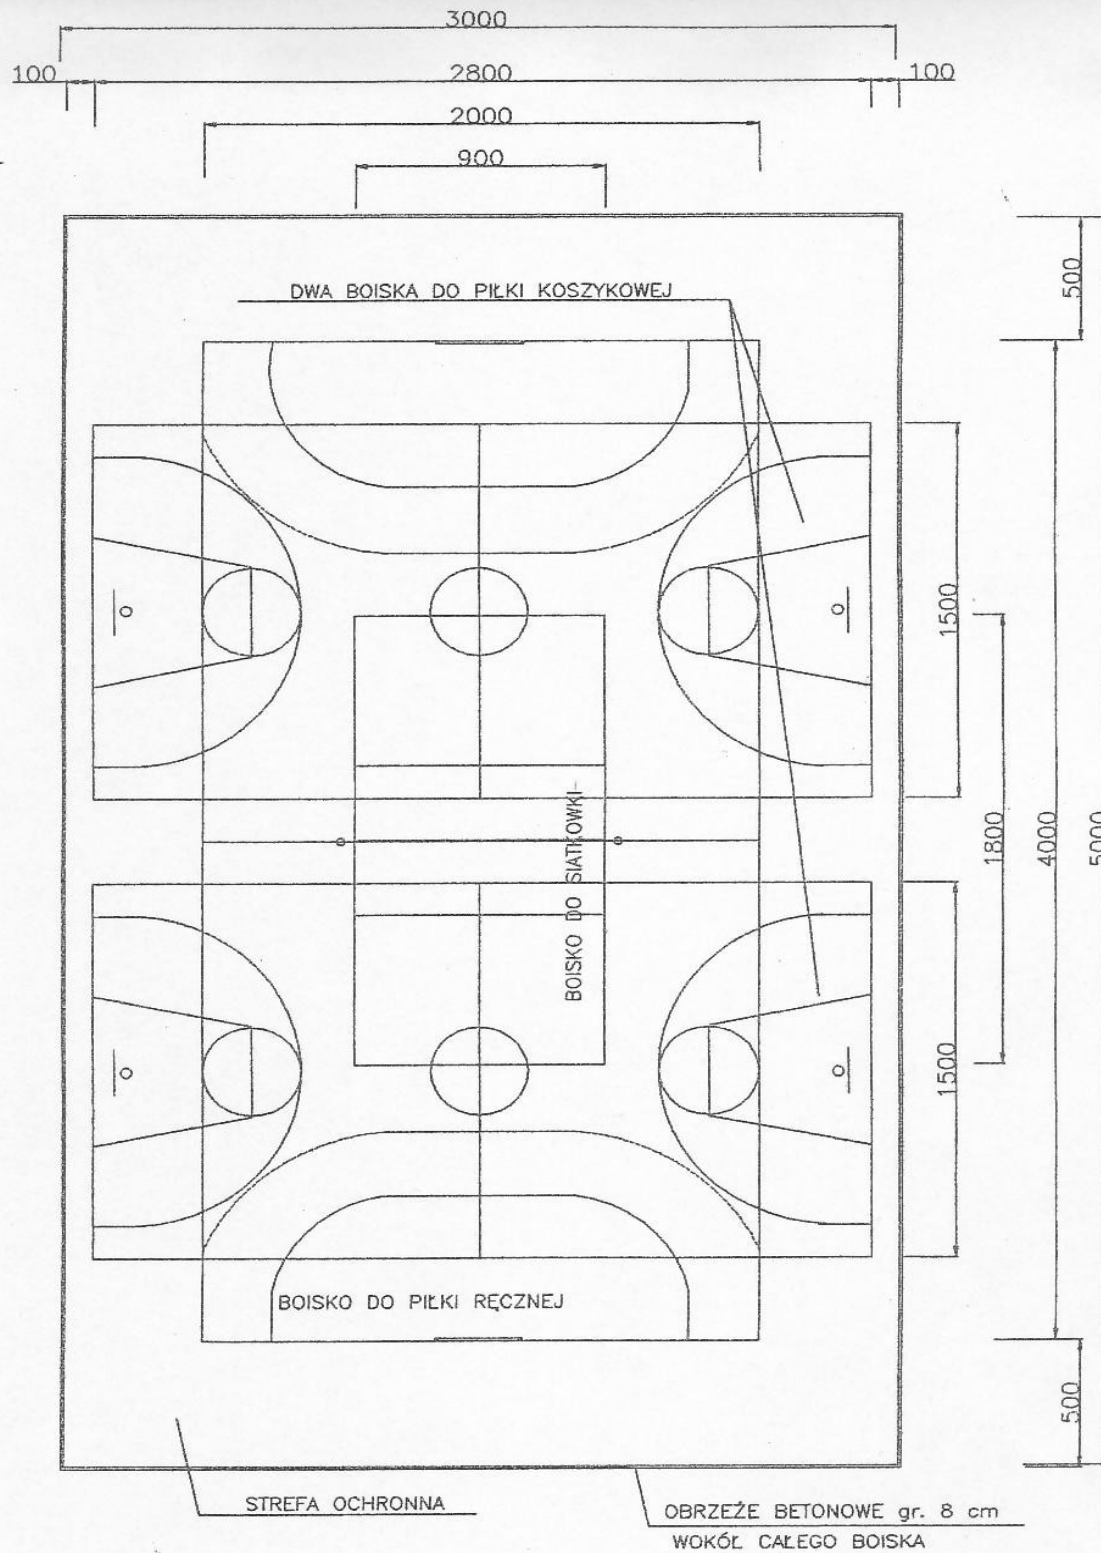 3000
100 2800 100
2000
900
DWA BOISKA DO PIŁKI KOSZYKOWEJ
500
1500
1800
4000
5000
BOISKO DO SIATKÓWKI
1500
BOISKO DO PIŁKI RĘCZNEJ
500
STREFA OCHRONNA
OBRZEŻE BETONOWE gr. 8 cm
WOKÓŁ CAŁEGO BOISKA